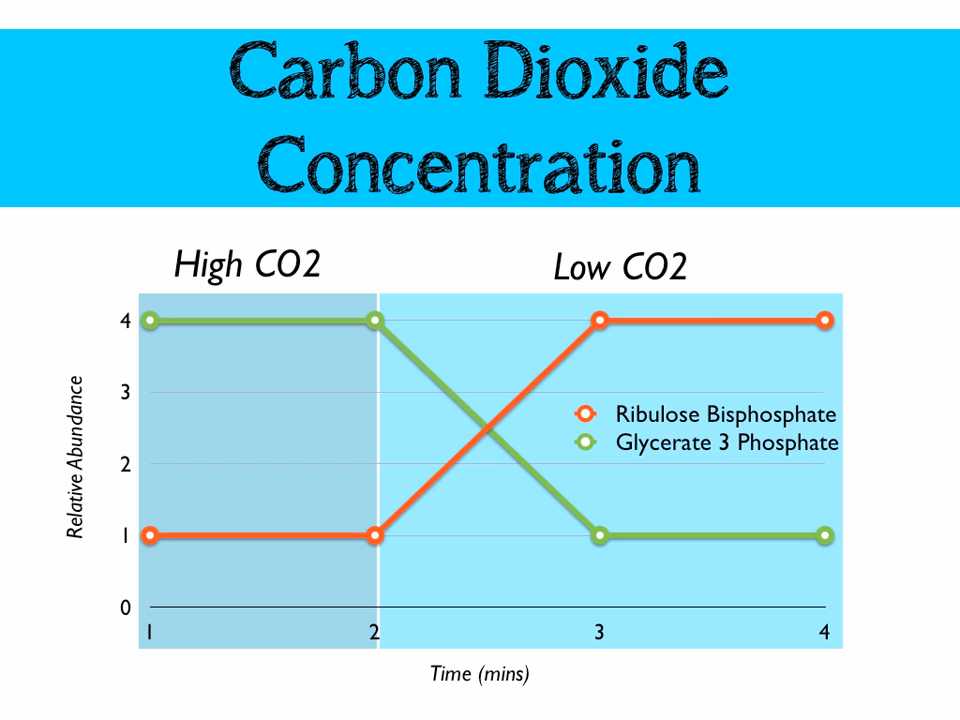 Carbon Dioxide
Concentration
High CO2
Low CO2
4
3
2
1
0
Relative Abundance
Ribulose Bisphosphate
Glycerate 3 Phosphate
1 2 3 4
Time (mins)